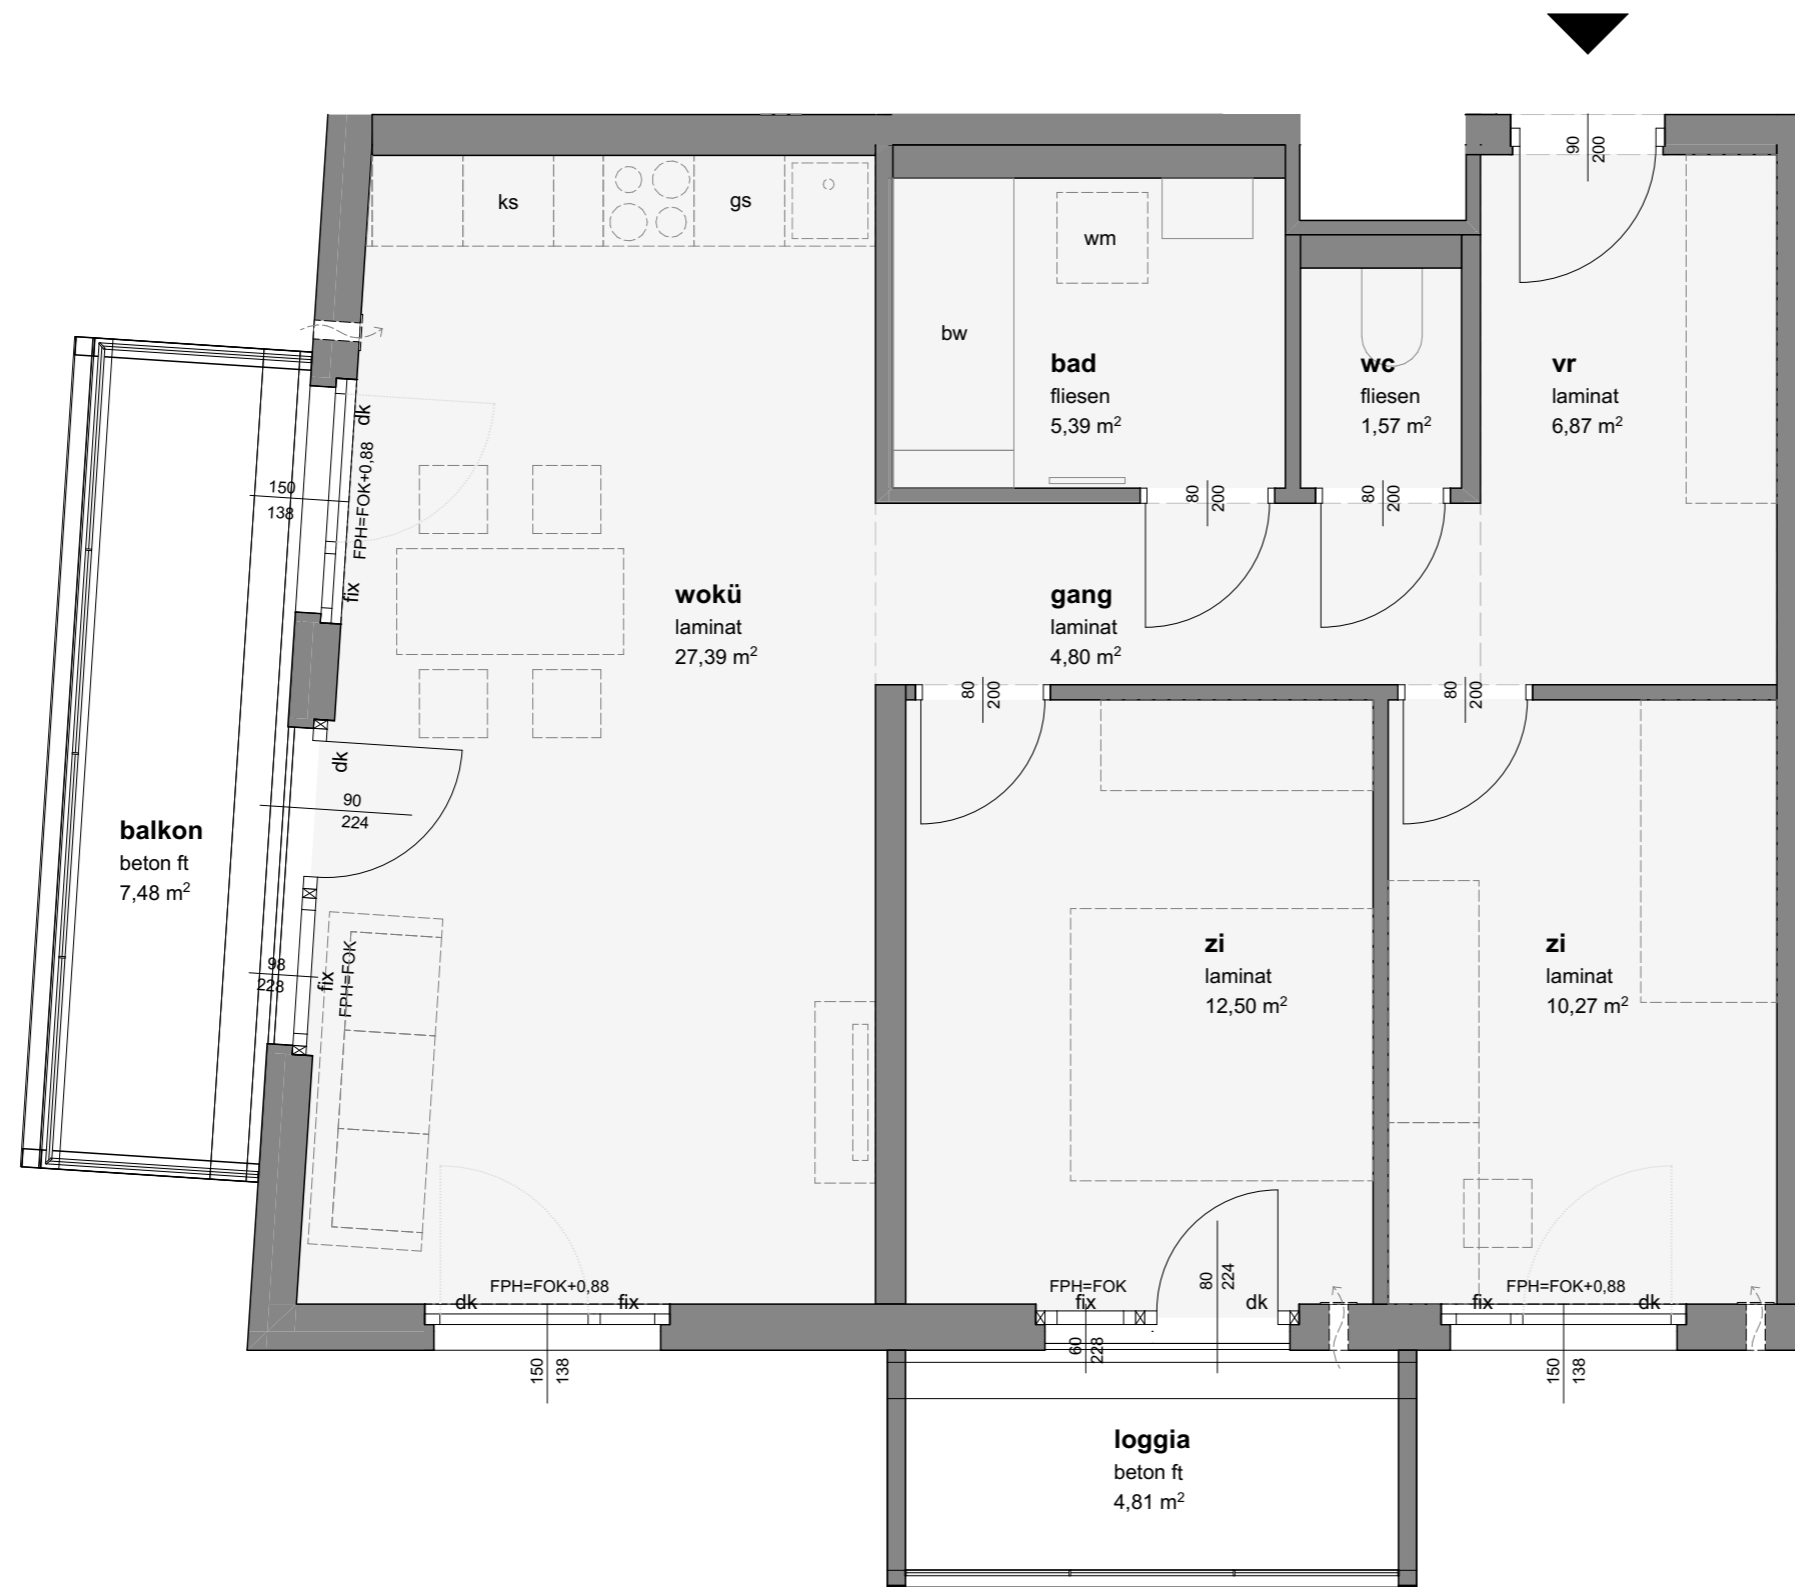 90
200
ks
gs
wm
bw
bad
fliesen
5,39 m²
wc
fliesen
1,57 m²
vr
laminat
6,87 m²
dk
FPH=FOK+0,88
fix
150
138
80
200
80
200
wokü
laminat
27,39 m²
gang
laminat
4,80 m²
80
200
80
200
dk
90
224
balkon
beton ft
7,48 m²
98
228
fix
FPH=FOK
zi
laminat
12,50 m²
zi
laminat
10,27 m²
FPH=FOK+0,88
dk
fix
150
138
FPH=FOK
fix
60
228
80
224
dk
FPH=FOK+0,88
fix
dk
150
138
loggia
beton ft
4,81 m²